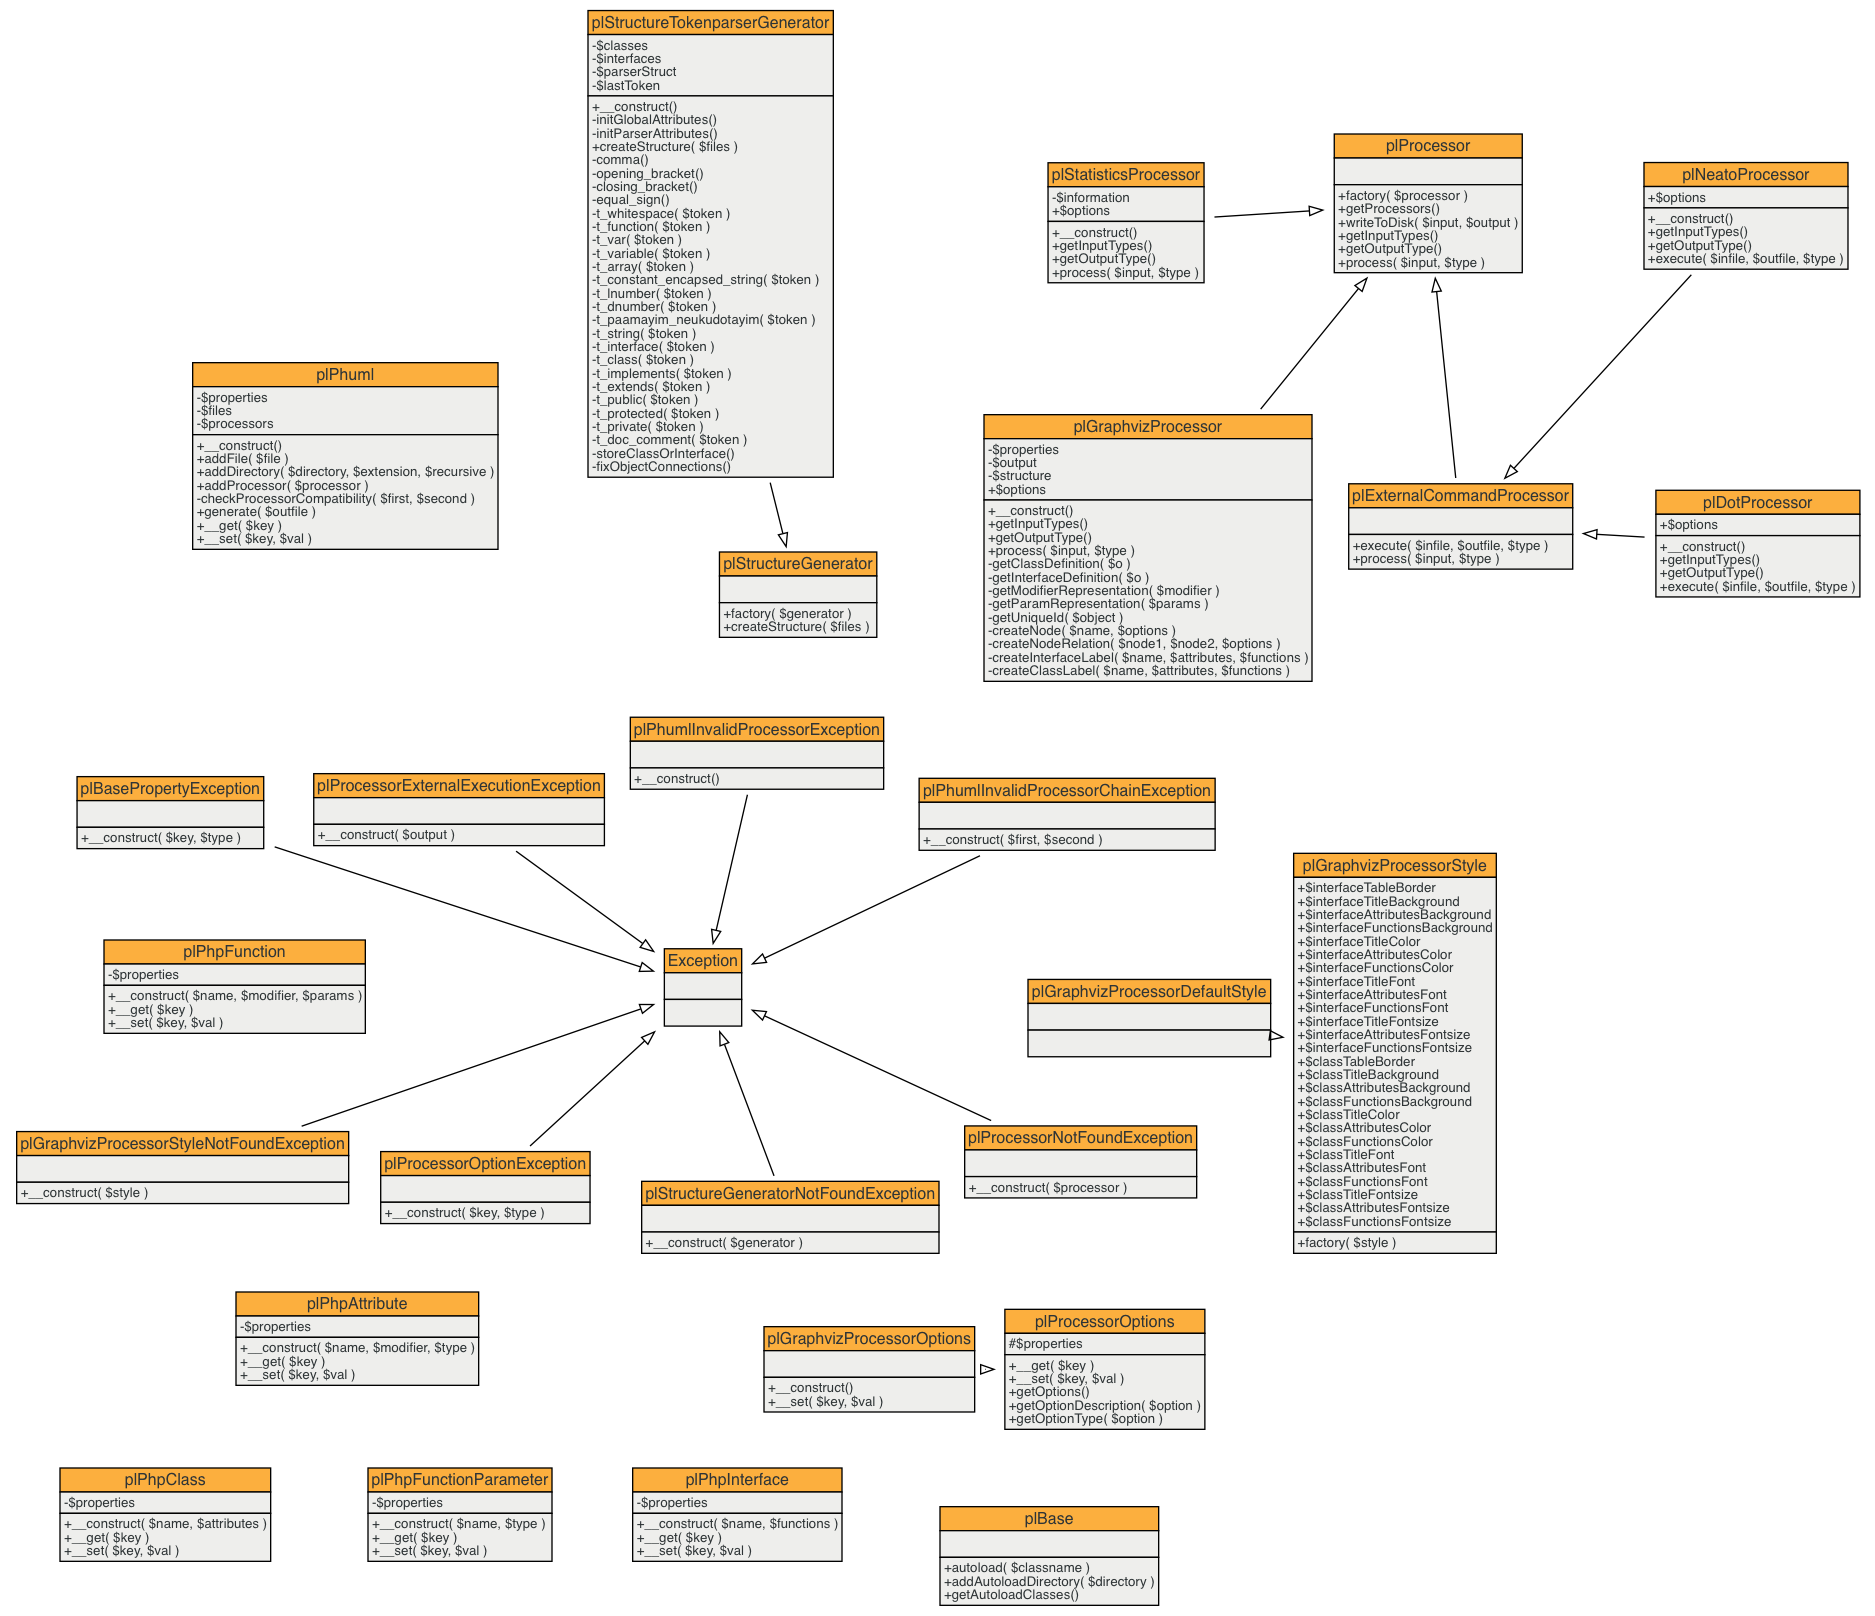 plStructureTokenparserGenerator
-$classes
-$interfaces
-$parserStruct
-$lastToken
+__construct()
-initGlobalAttributes()
-initParserAttributes()
+createStructure( $files )
-comma()
-opening_bracket()
-closing_bracket()
-equal_sign()
-t_whitespace( $token )
-t_function( $token )
-t_var( $token )
-t_variable( $token )
-t_array( $token )
-t_constant_encapsed_string( $token )
-t_lnumber( $token )
-t_dnumber( $token )
-t_paamayim_neukudotayim( $token )
-t_string( $token )
-t_interface( $token )
-t_class( $token )
-t_implements( $token )
-t_extends( $token )
-t_public( $token )
-t_protected( $token )
-t_private( $token )
-t_doc_comment( $token )
-storeClassOrInterface()
-fixObjectConnections()
plStatisticsProcessor
-$information
+$options
+__construct()
+getInputTypes()
+getOutputType()
+process( $input, $type )
plProcessor
+factory( $processor )
+getProcessors()
+writeToDisk( $input, $output )
+getInputTypes()
+getOutputType()
+process( $input, $type )
plNeatoProcessor
+$options
+__construct()
+getInputTypes()
+getOutputType()
+execute( $infile, $outfile, $type )
plPhuml
-$properties
-$files
-$processors
+__construct()
+addFile( $file )
+addDirectory( $directory, $extension, $recursive )
+addProcessor( $processor )
-checkProcessorCompatibility( $first, $second )
+generate( $outfile )
+__get( $key )
+__set( $key, $val )
plStructureGenerator
+factory( $generator )
+createStructure( $files )
plGraphvizProcessor
-$properties
-$output
-$structure
+$options
+__construct()
+getInputTypes()
+getOutputType()
+process( $input, $type )
-getClassDefinition( $o )
-getInterfaceDefinition( $o )
-getModifierRepresentation( $modifier )
-getParamRepresentation( $params )
-getUniqueId( $object )
-createNode( $name, $options )
-createNodeRelation( $node1, $node2, $options )
-createInterfaceLabel( $name, $attributes, $functions )
-createClassLabel( $name, $attributes, $functions )
plExternalCommandProcessor
+execute( $infile, $outfile, $type )
+process( $input, $type )
plDotProcessor
+$options
+__construct()
+getInputTypes()
+getOutputType()
+execute( $infile, $outfile, $type )
plBasePropertyException
+__construct( $key, $type )
plProcessorExternalExecutionException
+__construct( $output )
plPhumlInvalidProcessorException
+__construct()
plPhumlInvalidProcessorChainException
+__construct( $first, $second )
plPhpFunction
-$properties
+__construct( $name, $modifier, $params )
+__get( $key )
+__set( $key, $val )
Exception
plGraphvizProcessorDefaultStyle
plGraphvizProcessorStyle
+$interfaceTableBorder
+$interfaceTitleBackground
+$interfaceAttributesBackground
+$interfaceFunctionsBackground
+$interfaceTitleColor
+$interfaceAttributesColor
+$interfaceFunctionsColor
+$interfaceTitleFont
+$interfaceAttributesFont
+$interfaceFunctionsFont
+$interfaceTitleFontsize
+$interfaceAttributesFontsize
+$interfaceFunctionsFontsize
+$classTableBorder
+$classTitleBackground
+$classAttributesBackground
+$classFunctionsBackground
+$classTitleColor
+$classAttributesColor
+$classFunctionsColor
+$classTitleFont
+$classAttributesFont
+$classFunctionsFont
+$classTitleFontsize
+$classAttributesFontsize
+$classFunctionsFontsize
+factory( $style )
plGraphvizProcessorStyleNotFoundException
+__construct( $style )
plProcessorOptionException
+__construct( $key, $type )
plStructureGeneratorNotFoundException
+__construct( $generator )
plProcessorNotFoundException
+__construct( $processor )
plPhpAttribute
-$properties
+__construct( $name, $modifier, $type )
+__get( $key )
+__set( $key, $val )
plGraphvizProcessorOptions
+__construct()
+__set( $key, $val )
plProcessorOptions
#$properties
+__get( $key )
+__set( $key, $val )
+getOptions()
+getOptionDescription( $option )
+getOptionType( $option )
plPhpClass
-$properties
+__construct( $name, $attributes )
+__get( $key )
+__set( $key, $val )
plPhpFunctionParameter
-$properties
+__construct( $name, $type )
+__get( $key )
+__set( $key, $val )
plPhpInterface
-$properties
+__construct( $name, $functions )
+__get( $key )
+__set( $key, $val )
plBase
+autoload( $classname )
+addAutoloadDirectory( $directory )
+getAutoloadClasses()